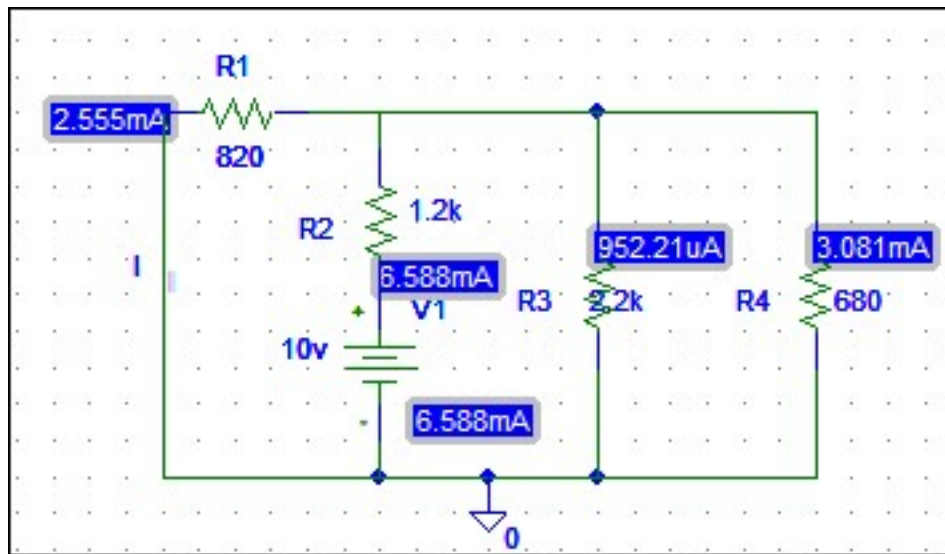 R1
2.555mA
820
1.2k
R2
952.21uA
3.081mA
I
6.588mA
R3
2.2k
R4
680
+
V1
10v
-
6.588mA
0